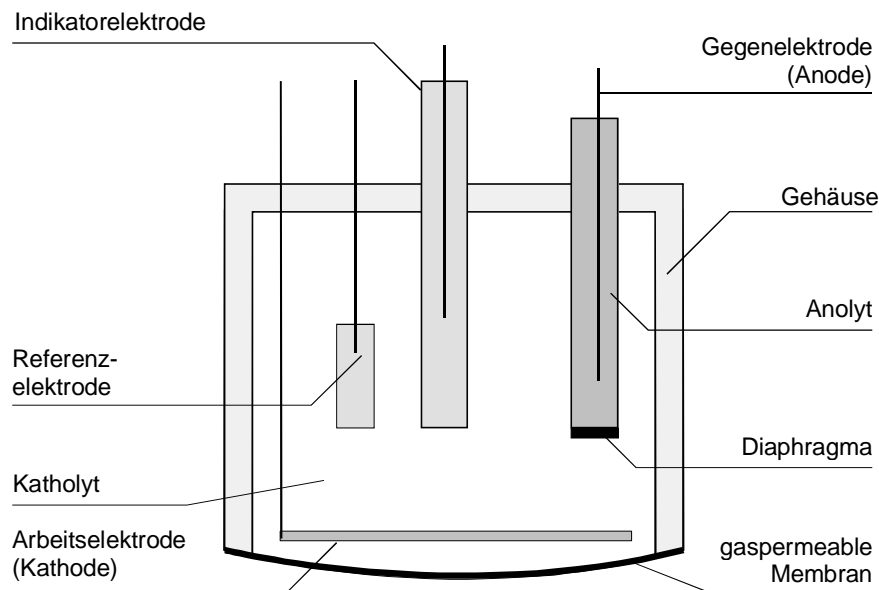 Indikatorelektrode
Gegenelektrode
(Anode)
Gehäuse
Anolyt
Referenz-
elektrode
Diaphragma
Katholyt
Arbeitselektrode
(Kathode)
gaspermeable
Membran